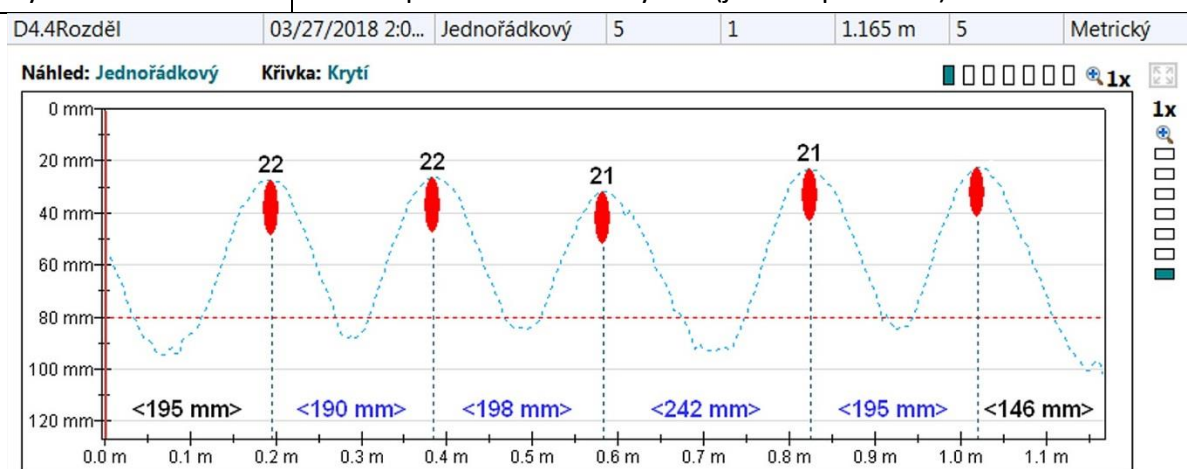 D4.4Rozděl 03/27/2018 2:0... Jednořádkový 5 1 1.165 m 5 Metrický
Náhled: Jednořádkový Křivka: Krytí 1x
1x
0 mm
20 mm
40 mm
60 mm
80 mm
100 mm
120 mm
22 22 21 21
<195 mm> <190 mm> <198 mm> <242 mm> <195 mm> <146 mm>
0.0 m 0.1 m 0.2 m 0.3 m 0.4 m 0.5 m 0.6 m 0.7 m 0.8 m 0.9 m 1.0 m 1.1 m